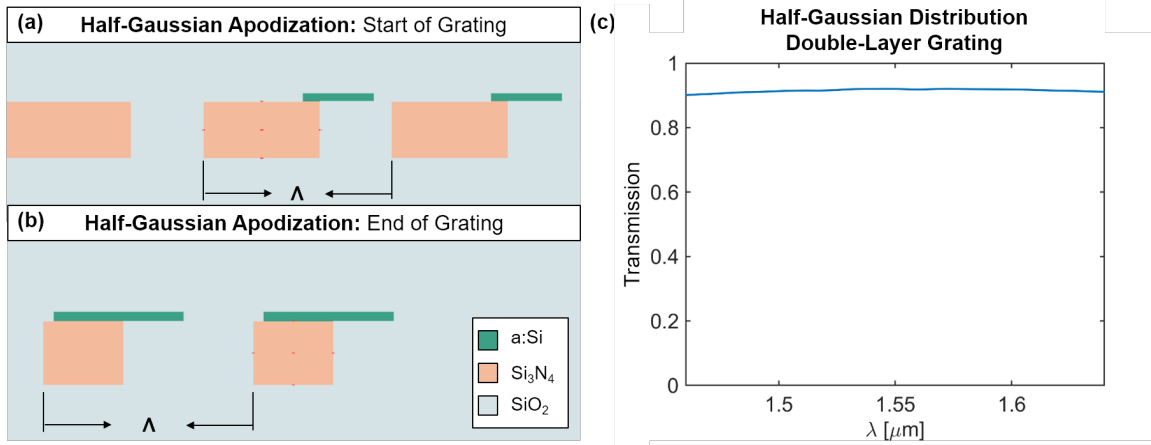 (a) Half-Gaussian Apodization: Start of Grating
Λ
(b) Half-Gaussian Apodization: End of Grating
a:Si
Si₃N₄
SiO₂
Λ
(c) Half-Gaussian Distribution
Double-Layer Grating
1
0.8
0.6
0.4
0.2
0
Transmission
1.5 1.55 1.6
λ [μm]